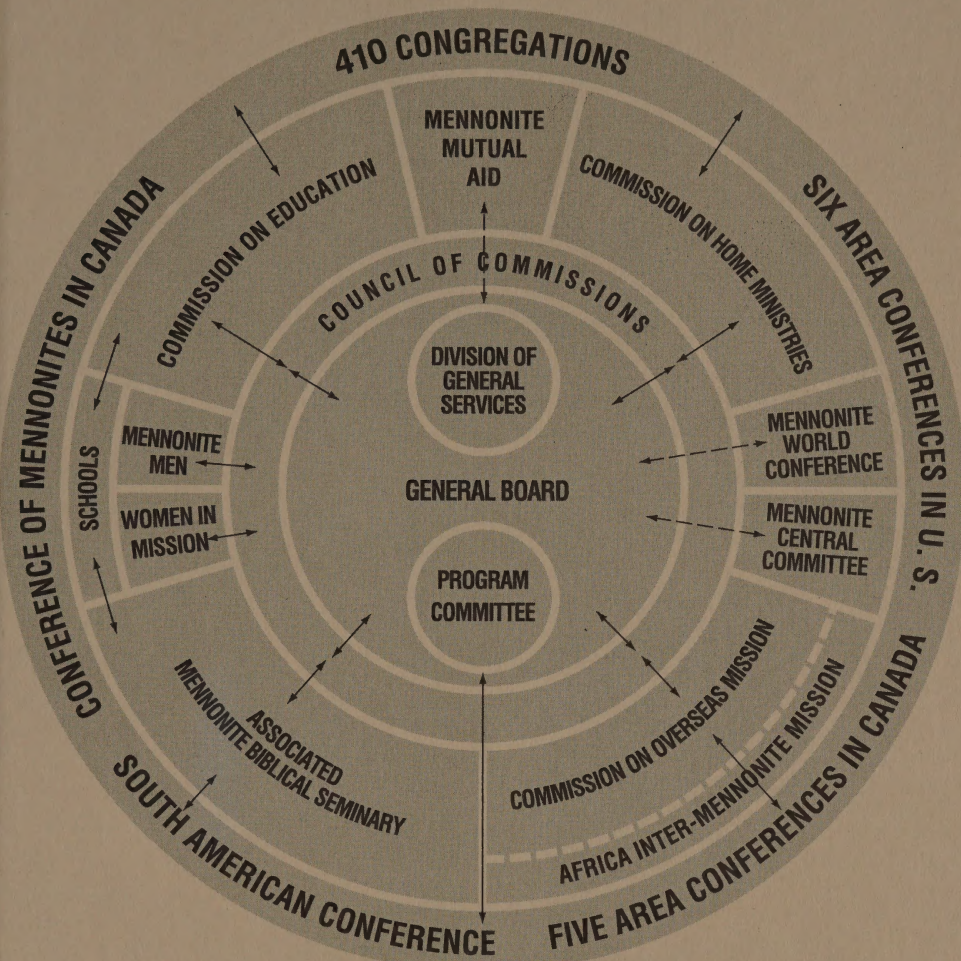 410 CONGREGATIONS
SIX AREA CONFERENCES IN U. S.
FIVE AREA CONFERENCES IN CANADA
SOUTH AMERICAN CONFERENCE
CONFERENCE OF MENNONITES IN CANADA
MENNONITE
MUTUAL
AID
COMMISSION ON HOME MINISTRIES
MENNONITE
WORLD
CONFERENCE
MENNONITE
CENTRAL
COMMITTEE
COMMISSION ON OVERSEAS MISSION
AFRICA INTER-MENNONITE MISSION
ASSOCIATED
MENNONITE BIBLICAL SEMINARY
SCHOOLS
WOMEN IN
MISSION
MENNONITE
MEN
COMMISSION ON EDUCATION
COUNCIL OF COMMISSIONS
DIVISION OF
GENERAL
SERVICES
GENERAL BOARD
PROGRAM
COMMITTEE